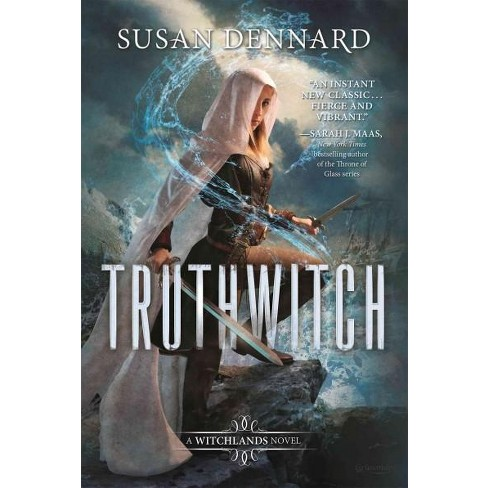 SUSAN DENNARD
"AN INSTANT
NEW CLASSIC...
FIERCE AND
VIBRANT."
—SARAH J. MAAS,
New York Times
bestselling author
of the Throne of
Glass series
TRUTHWITCH
A WITCHLANDS NOVEL